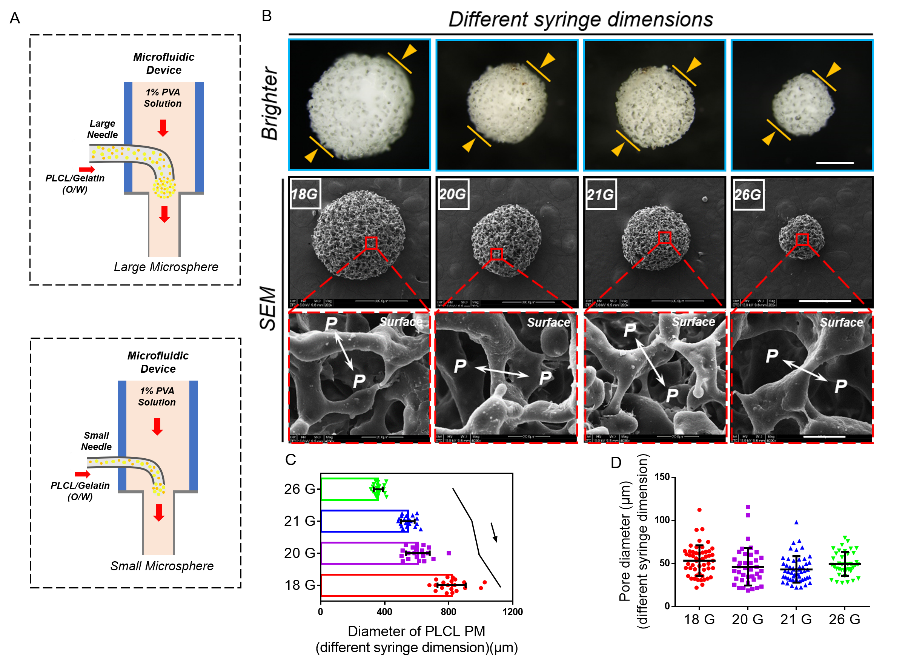 A
Microfluidic
Device
1% PVA
Solution
Large
Needle
PLCL/Gelatin
(O/W)
Large Microsphere
Microfluldic
Device
1% PVA
Solution
Small
Needle
PLCL/Gelatin
(O/W)
Small Microsphere
B
Different syringe dimensions
Brighter
SEM
18G
20G
21G
26G
Surface
P
P
Surface
P
P
Surface
P
P
Surface
P
P
C
26 G
21 G
20 G
18 G
0 400 800 1200
Diameter of PLCL PM
(different syringe dimension)(μm)
D
Pore diameter (μm)
(different syringe dimension)
150
100
50
0
18 G 20 G 21 G 26 G